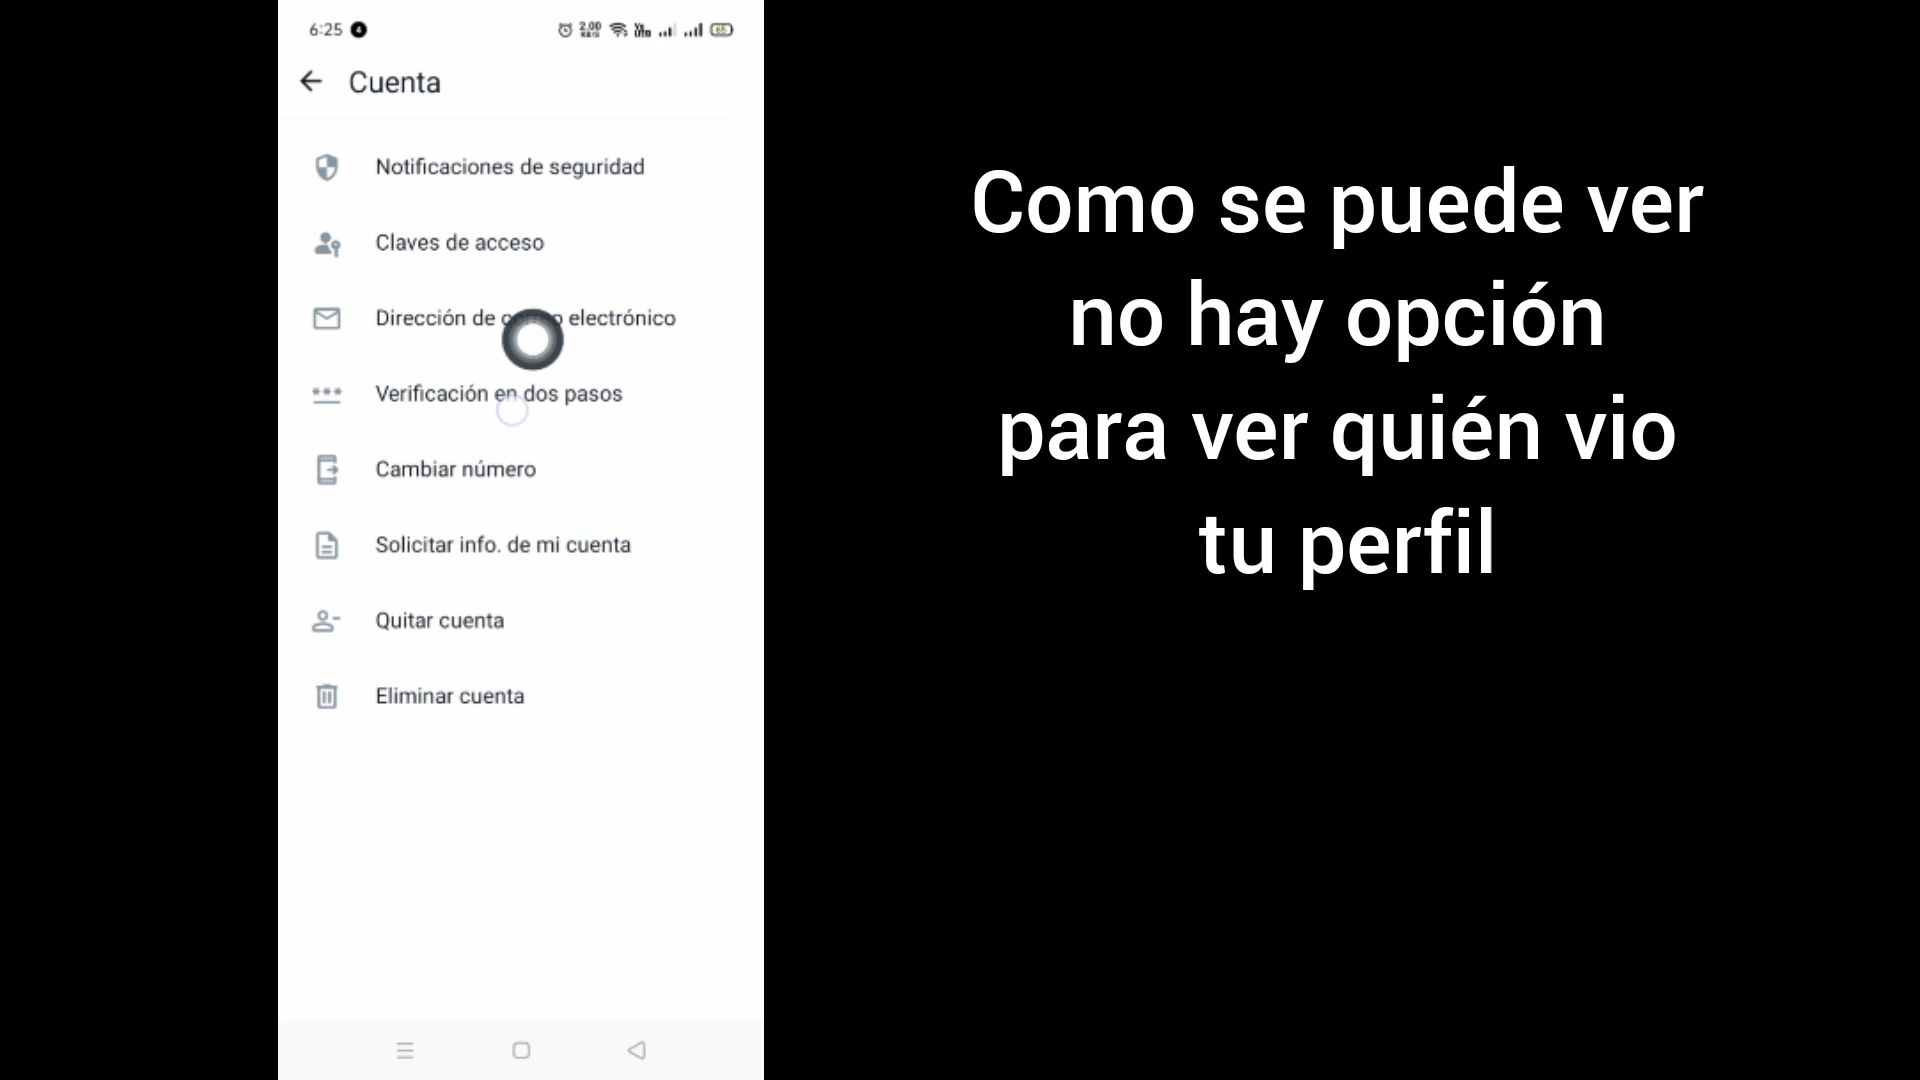 6:25
Cuenta
Notificaciones de seguridad
Claves de acceso
Dirección de electrónico
Verificación en dos pasos
Cambiar número
Solicitar info. de mi cuenta
Quitar cuenta
Eliminar cuenta
Como se puede ver
no hay opción
para ver quién vio
tu perfil